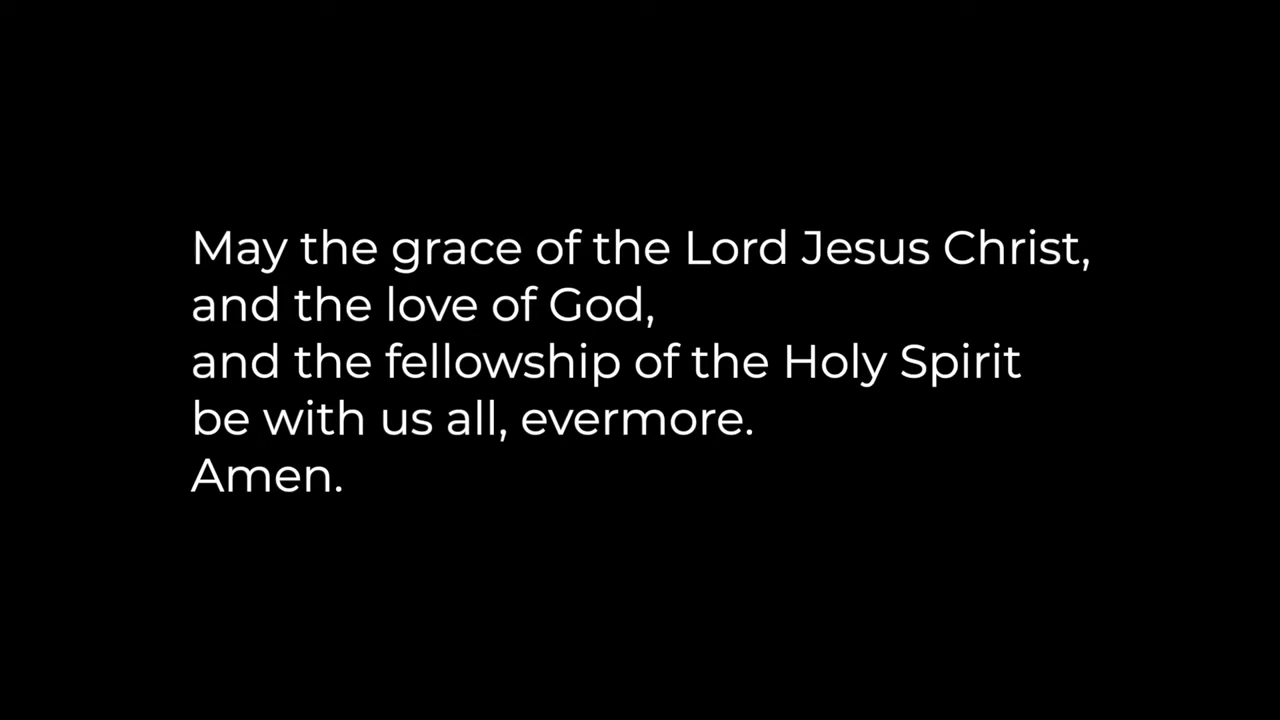 May the grace of the Lord Jesus Christ,
and the love of God,
and the fellowship of the Holy Spirit
be with us all, evermore.
Amen.